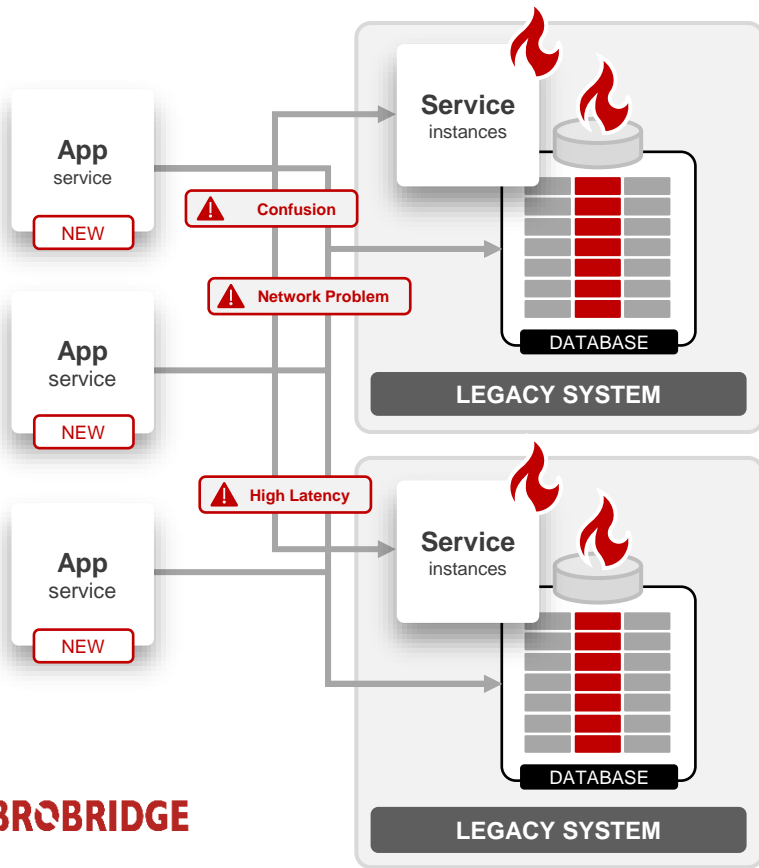 App
service
NEW
App
service
NEW
App
service
NEW
Confusion
Network Problem
High Latency
Service
instances
DATABASE
LEGACY SYSTEM
Service
instances
DATABASE
LEGACY SYSTEM
BROBRIDGE